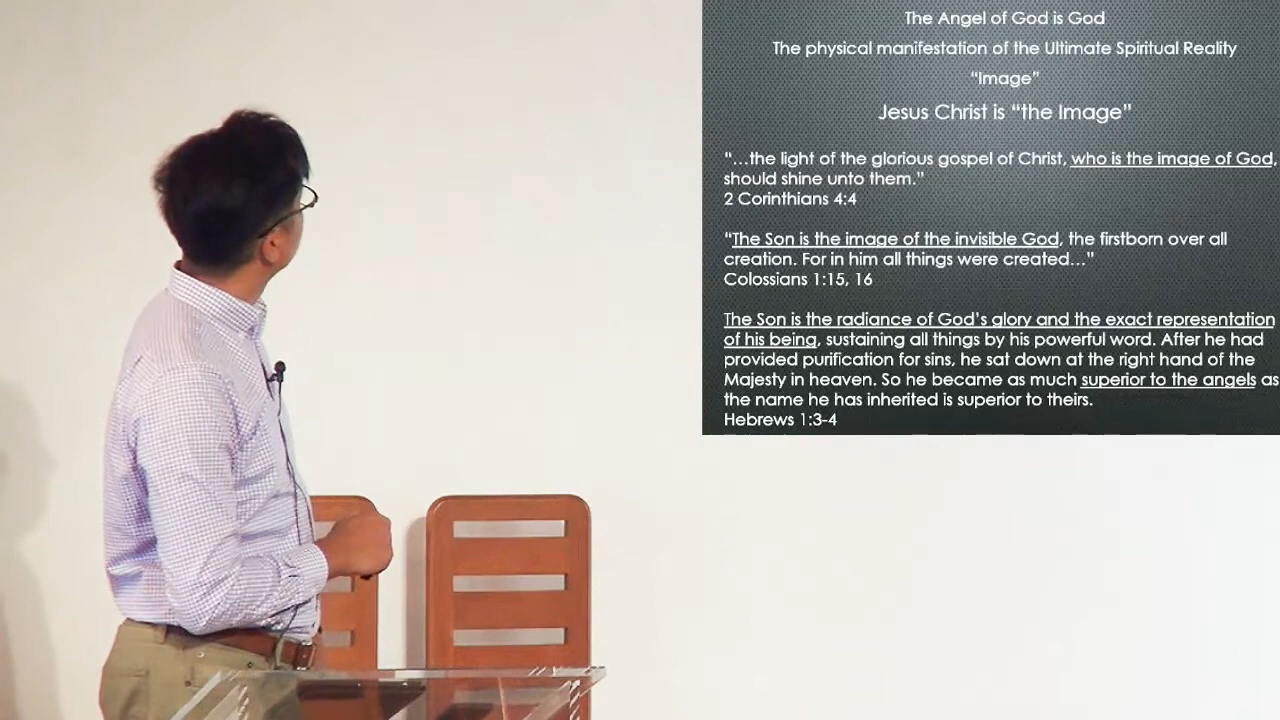 The Angel of God is God
The physical manifestation of the Ultimate Spiritual Reality
“Image”
Jesus Christ is “the Image”
“…the light of the glorious gospel of Christ, who is the image of God,
should shine unto them.”
2 Corinthians 4:4
“The Son is the image of the invisible God, the firstborn over all
creation. For in him all things were created…”
Colossians 1:15, 16
The Son is the radiance of God’s glory and the exact representation
of his being, sustaining all things by his powerful word. After he had
provided purification for sins, he sat down at the right hand of the
Majesty in heaven. So he became as much superior to the angels as
the name he has inherited is superior to theirs.
Hebrews 1:3-4